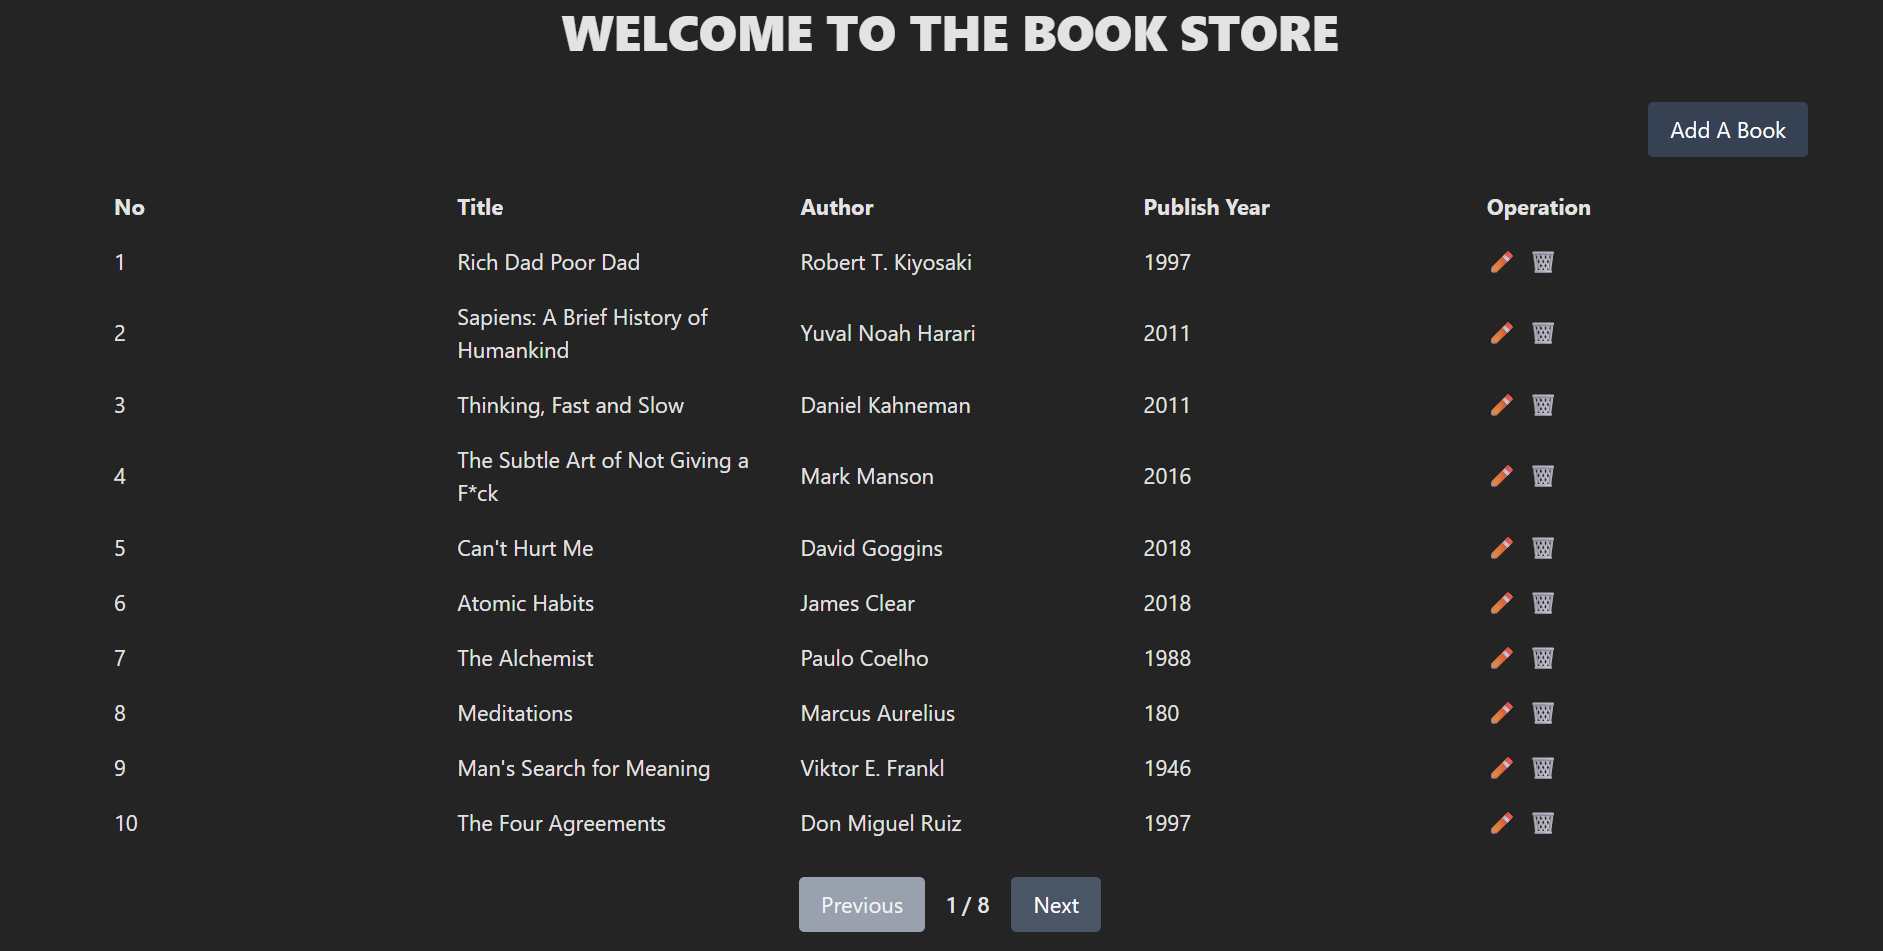 WELCOME TO THE BOOK STORE
Add A Book
No Title Author Publish Year Operation
1 Rich Dad Poor Dad Robert T. Kiyosaki 1997
2 Sapiens: A Brief History of Humankind Yuval Noah Harari 2011
3 Thinking, Fast and Slow Daniel Kahneman 2011
4 The Subtle Art of Not Giving a F*ck Mark Manson 2016
5 Can't Hurt Me David Goggins 2018
6 Atomic Habits James Clear 2018
7 The Alchemist Paulo Coelho 1988
8 Meditations Marcus Aurelius 180
9 Man's Search for Meaning Viktor E. Frankl 1946
10 The Four Agreements Don Miguel Ruiz 1997
Previous 1 / 8 Next